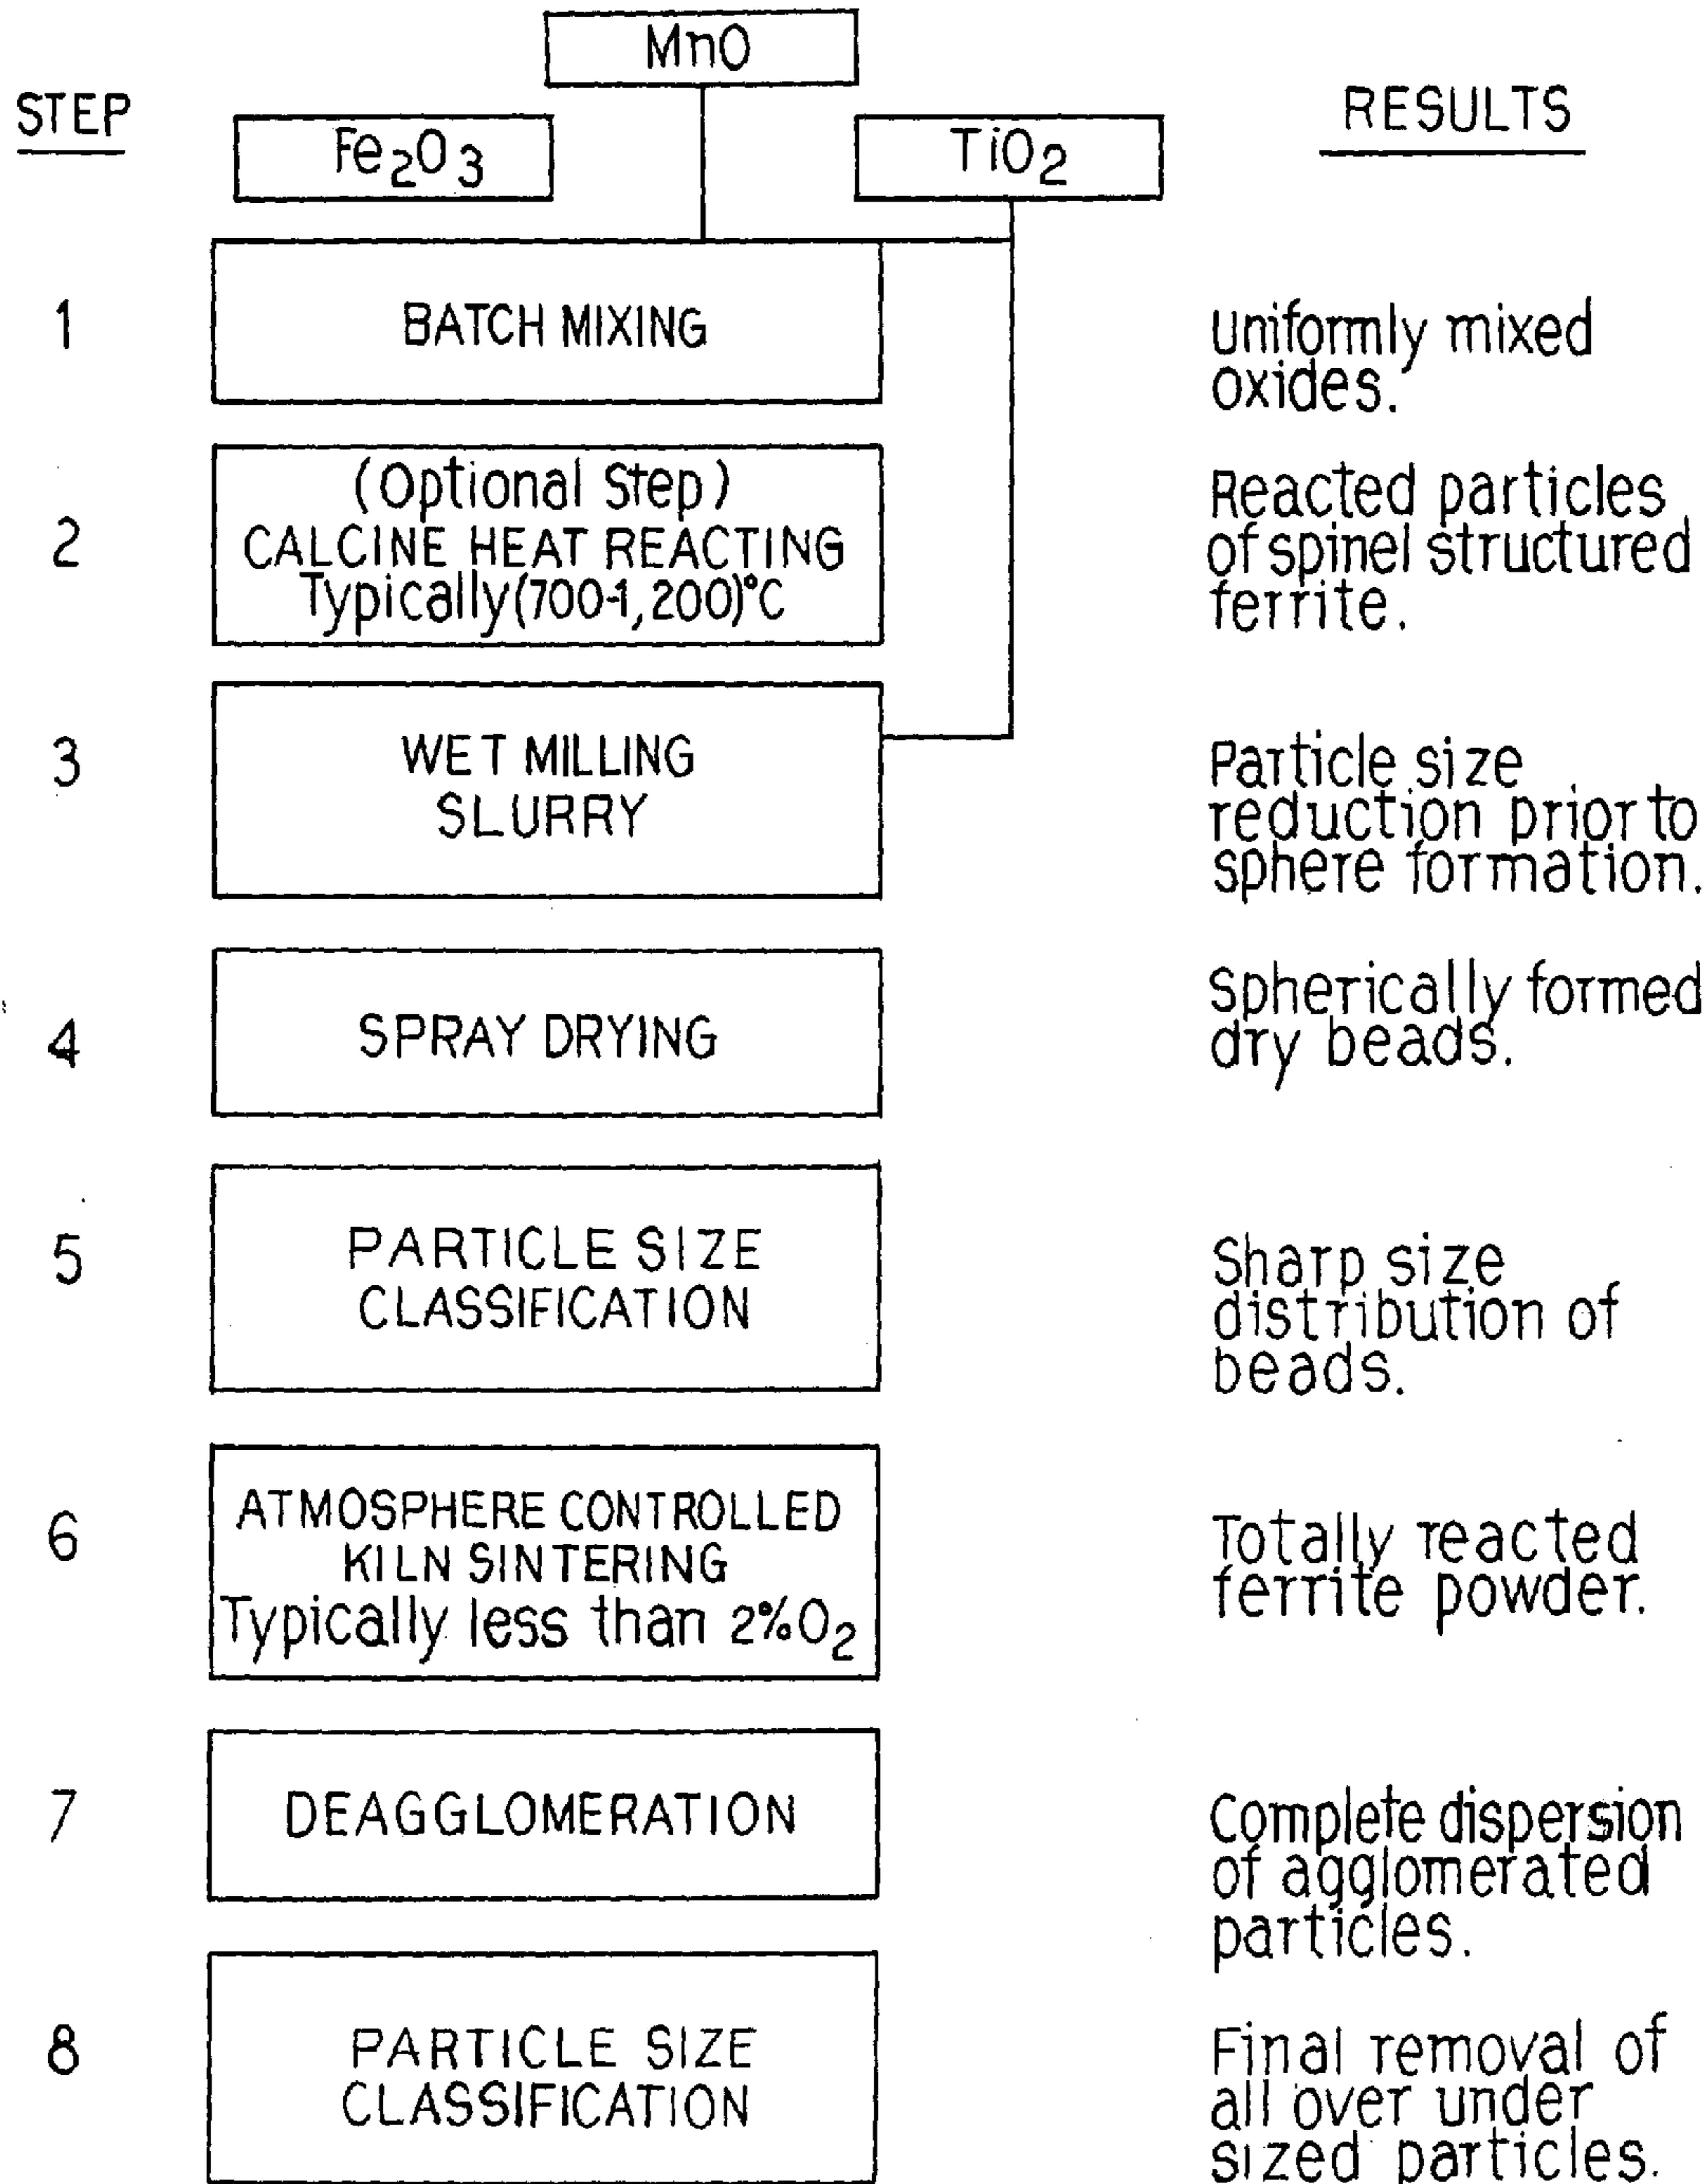 MnO
STEP
RESULTS
Fe2O3
TiO2
1
BATCH MIXING
Uniformly mixed
oxides.
2
(Optional Step)
CALCINE HEAT REACTING
Typically(700-1,200)°C
Reacted particles
of spinel structured
ferrite.
3
WET MILLING
SLURRY
Particle size
reduction prior to
sphere formation.
4
SPRAY DRYING
Spherically formed
dry beads.
5
PARTICLE SIZE
CLASSIFICATION
Sharp size
distribution of
beads.
6
ATMOSPHERE CONTROLLED
KILN SINTERING
Typically less than 2%O2
Totally reacted
ferrite powder.
7
DEAGGLOMERATION
Complete dispersion
of agglomerated
particles.
8
PARTICLE SIZE
CLASSIFICATION
Final removal of
all over under
sized particles.